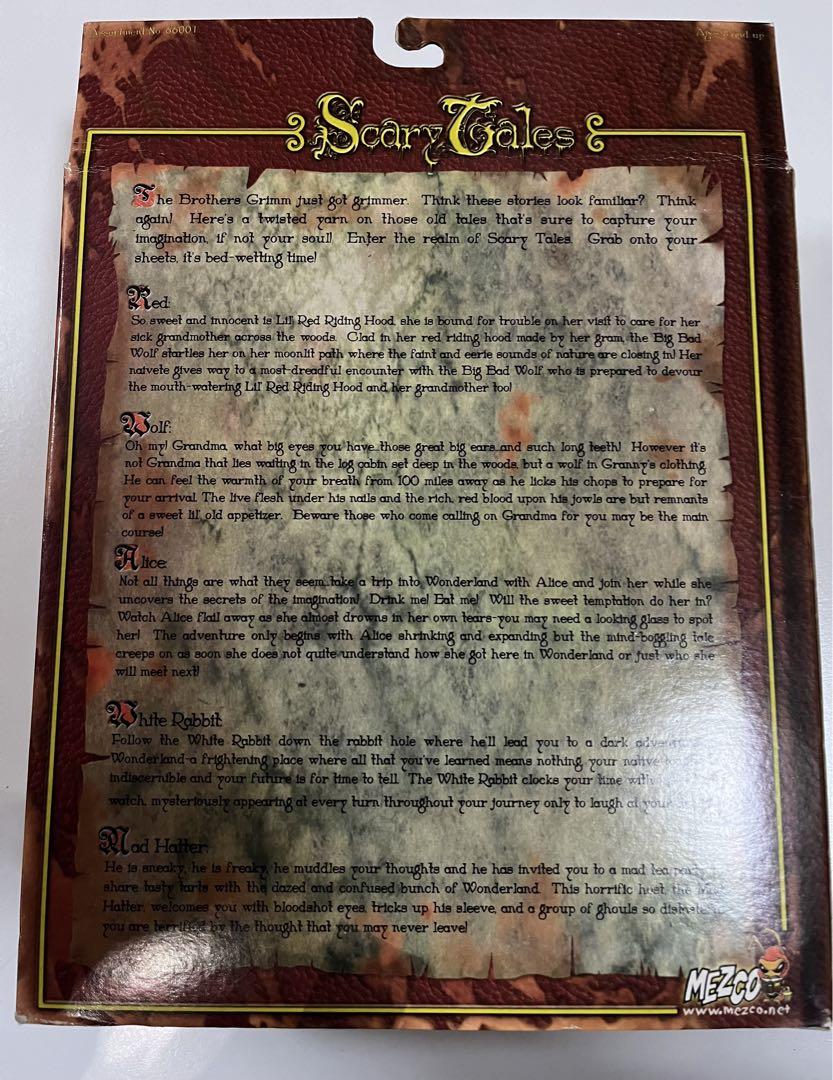 Assortment No. 66001
and up
Scary Tales
The Brothers Grimm just got grimmer. Think these stories look familiar? Think
again! Here's a twisted yarn on those old tales that's sure to capture your
imagination, if not your soul! Enter the realm of Scary Tales. Grab onto your
sheets, it's bed-wetting time!
Red:
So sweet and innocent is Lil' Red Riding Hood, she is bound for trouble on her visit to care for her
sick grandmother across the woods. Clad in her red riding hood made by her gram, the Big Bad
Wolf startles her on her moonlit path where the faint and eerie sounds of nature are closing in! Her
naivete gives way to a most-dreadful encounter with the Big Bad Wolf who is prepared to devour
the mouth-watering Lil' Red Riding Hood and her grandmother too!
Wolf:
Oh my! Grandma, what big eyes you have...those great big ears...and such long teeth! However it's
not Grandma that lies waiting in the log cabin set deep in the woods, but a wolf in Granny's clothing.
He can feel the warmth of your breath from 100 miles away as he licks his chops to prepare for
your arrival. The live flesh under his nails and the rich, red blood upon his jowls are but remnants
of a sweet lil' old appetizer. Beware those who come calling on Grandma for you may be the main
course!
Alice:
Not all things are what they seem...take a trip into Wonderland with Alice and join her while she
uncovers the secrets of the imagination! Drink me! Eat me! Will the sweet temptation do her in?
Watch Alice flail away as she almost drowns in her own tears-you may need a looking glass to spot
her! The adventure only begins with Alice shrinking and expanding but the mind-boggling tale
creeps on as soon she does not quite understand how she got here in Wonderland or just who she
will meet next!
White Rabbit:
Follow the White Rabbit down the rabbit hole where he'll lead you to a dark
Wonderland-a frightening place where all that you've learned means nothing, your
indiscernible and your future is for time to tell. The White Rabbit clocks your time with
watch, mysteriously appearing at every turn throughout your journey only to laugh at your
Mad Hatter:
He is sneaky, he is freaky, he muddles your thoughts and he has invited you to a mad tea party
share tasty tarts with the dazed and confused bunch of Wonderland. This horrific host, the Mad
Hatter, welcomes you with bloodshot eyes, tricks up his sleeve, and a group of ghouls so
you are terrified by the thought that you may never leave!
MEZCO
www.mezco.net